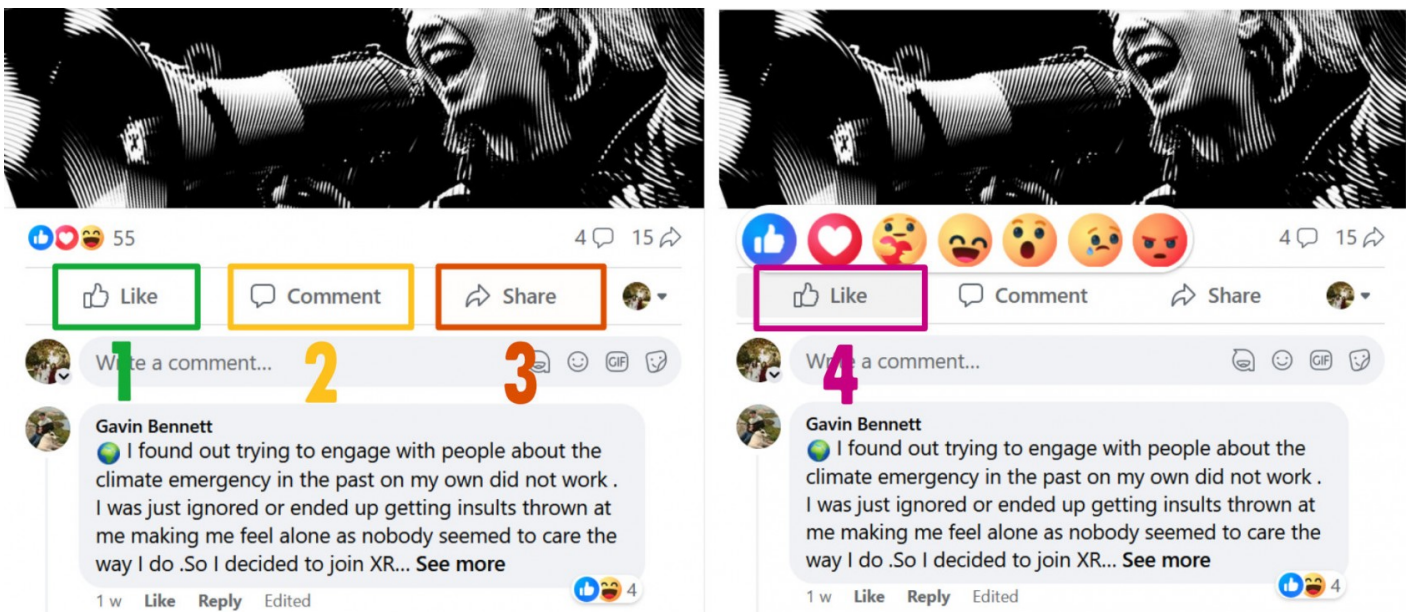 55
4 15
Like Comment Share
1 2 3
Write a comment...
GIF
Gavin Bennett
I found out trying to engage with people about the
climate emergency in the past on my own did not work .
I was just ignored or ended up getting insults thrown at
me making me feel alone as nobody seemed to care the
way I do .So I decided to join XR... See more
4
1 w Like Reply Edited
4 15
Like Comment Share
4
Write a comment...
GIF
Gavin Bennett
I found out trying to engage with people about the
climate emergency in the past on my own did not work .
I was just ignored or ended up getting insults thrown at
me making me feel alone as nobody seemed to care the
way I do .So I decided to join XR... See more
4
1 w Like Reply Edited